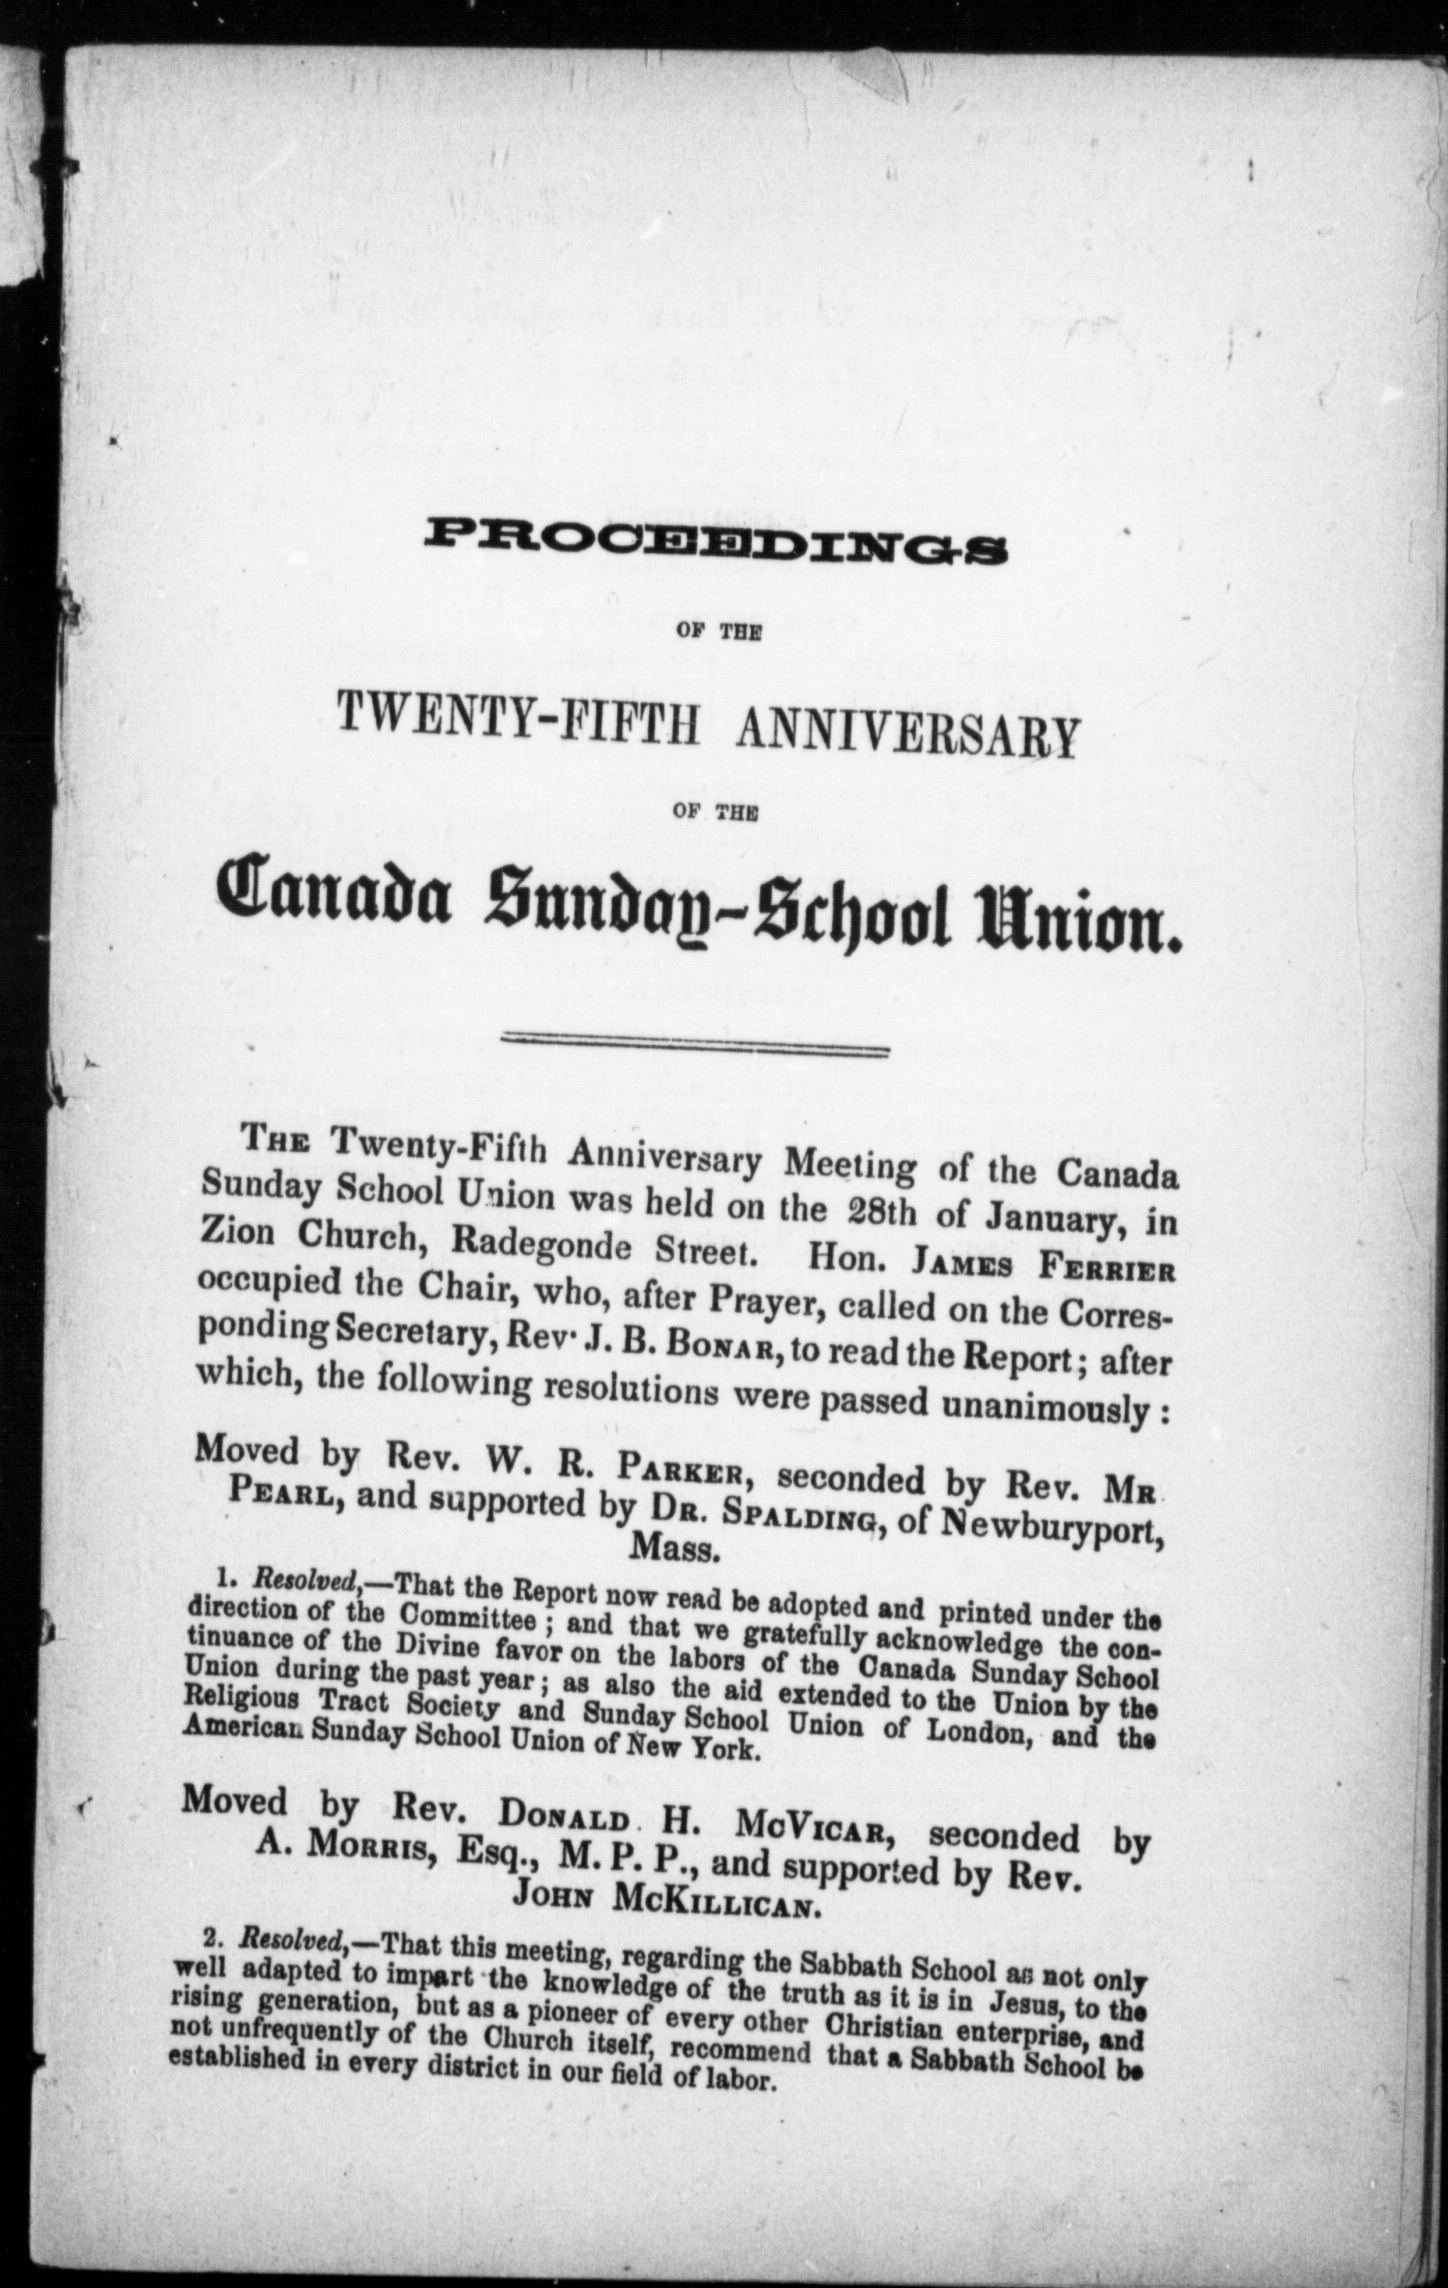 PROCEEDINGS
OF THE
TWENTY-FIFTH ANNIVERSARY
OF THE
Canada Sunday-School Union.
THE Twenty-Fifth Anniversary Meeting of the Canada
Sunday School Union was held on the 28th of January, in
Zion Church, Radegonde Street. Hon. JAMES FERRIER
occupied the Chair, who, after Prayer, called on the Corres-
ponding Secretary, Rev. J. B. BONAR, to read the Report; after
which, the following resolutions were passed unanimously :
Moved by Rev. W. R. PARKER, seconded by Rev. MR
PEARL, and supported by DR. SPALDING, of Newburyport,
Mass.
1. Resolved,—That the Report now read be adopted and printed under the
direction of the Committee ; and that we gratefully acknowledge the con-
tinuance of the Divine favor on the labors of the Canada Sunday School
Union during the past year ; as also the aid extended to the Union by the
Religious Tract Society and Sunday School Union of London, and the
American Sunday School Union of New York.
Moved by Rev. DONALD H. MCVICAR, seconded by
A. MORRIS, Esq., M. P. P., and supported by Rev.
JOHN MCKILLICAN.
2. Resolved,—That this meeting, regarding the Sabbath School as not only
well adapted to impart the knowledge of the truth as it is in Jesus, to the
rising generation, but as a pioneer of every other Christian enterprise, and
not unfrequently of the Church itself, recommend that a Sabbath School be
established in every district in our field of labor.